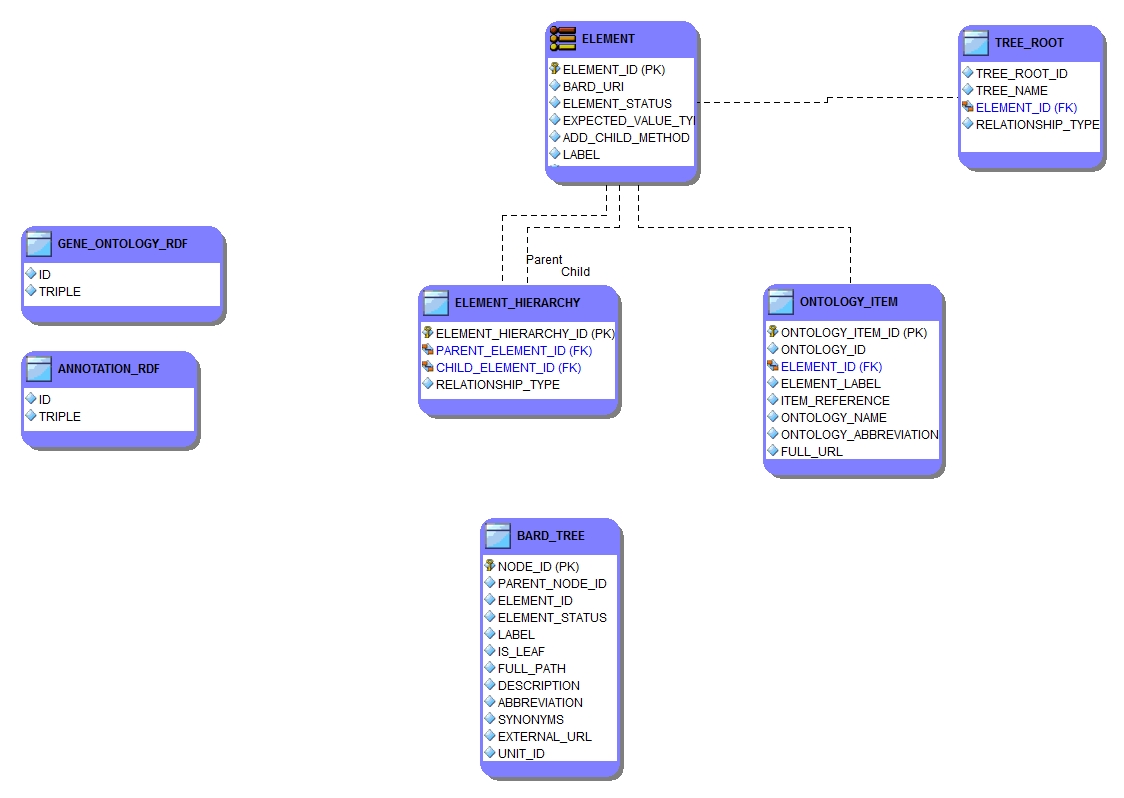 ELEMENT
ELEMENT_ID (PK)
BARD_URI
ELEMENT_STATUS
EXPECTED_VALUE_TY
ADD_CHILD_METHOD
LABEL
TREE_ROOT
TREE_ROOT_ID
TREE_NAME
ELEMENT_ID (FK)
RELATIONSHIP_TYPE
GENE_ONTOLOGY_RDF
ID
TRIPLE
Parent
Child
ELEMENT_HIERARCHY
ELEMENT_HIERARCHY_ID (PK)
PARENT_ELEMENT_ID (FK)
CHILD_ELEMENT_ID (FK)
RELATIONSHIP_TYPE
ONTOLOGY_ITEM
ONTOLOGY_ITEM_ID (PK)
ONTOLOGY_ID
ELEMENT_ID (FK)
ELEMENT_LABEL
ITEM_REFERENCE
ONTOLOGY_NAME
ONTOLOGY_ABBREVIATION
FULL_URL
ANNOTATION_RDF
ID
TRIPLE
BARD_TREE
NODE_ID (PK)
PARENT_NODE_ID
ELEMENT_ID
ELEMENT_STATUS
LABEL
IS_LEAF
FULL_PATH
DESCRIPTION
ABBREVIATION
SYNONYMS
EXTERNAL_URL
UNIT_ID